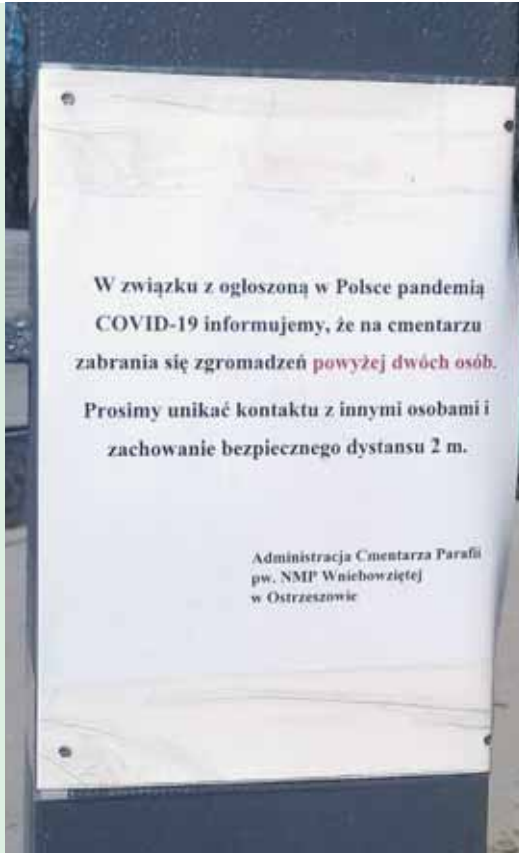 W związku z ogłoszoną w Polsce pandemią
COVID-19 informujemy, że na cmentarzu
zabrania się zgromadzeń powyżej dwóch osób.
Prosimy unikać kontaktu z innymi osobami i
zachowanie bezpiecznego dystansu 2 m.
Administracja Cmentarza Parafii
pw. NMP Wniebowziętej
w Ostrzeszowie